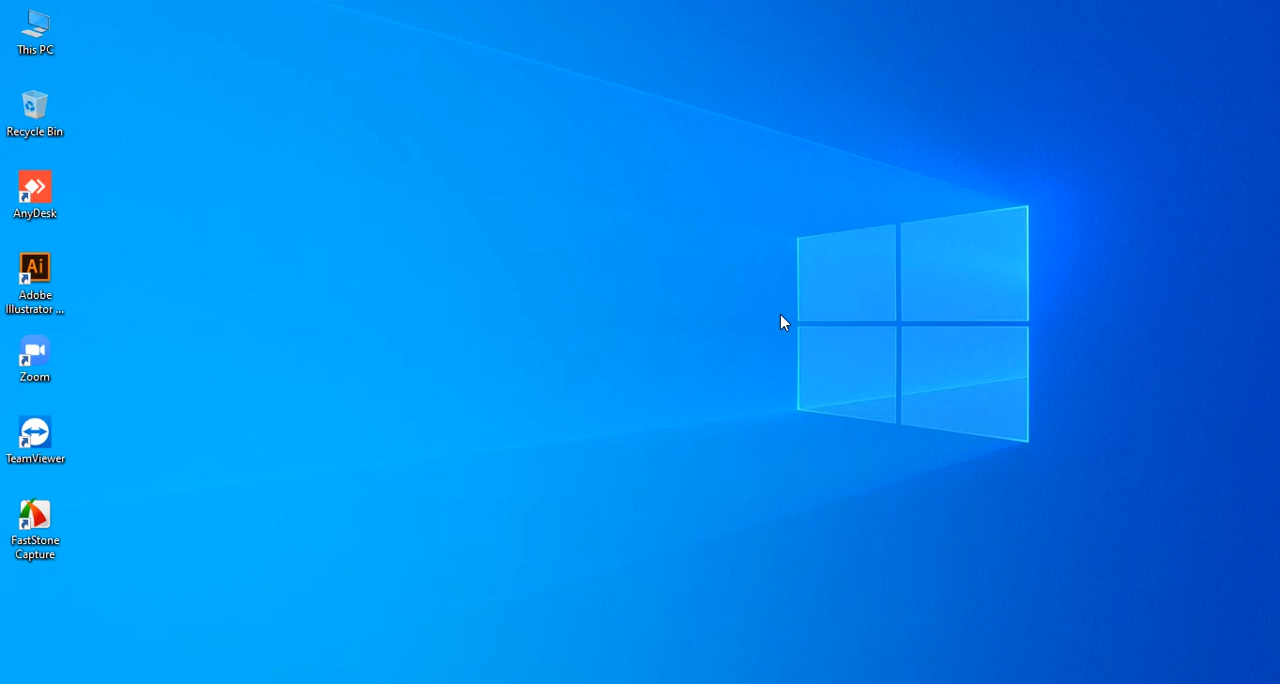 This PC
Recycle Bin
AnyDesk
Ai
Adobe
Illustrator ...
Zoom
TeamViewer
FastStone
Capture